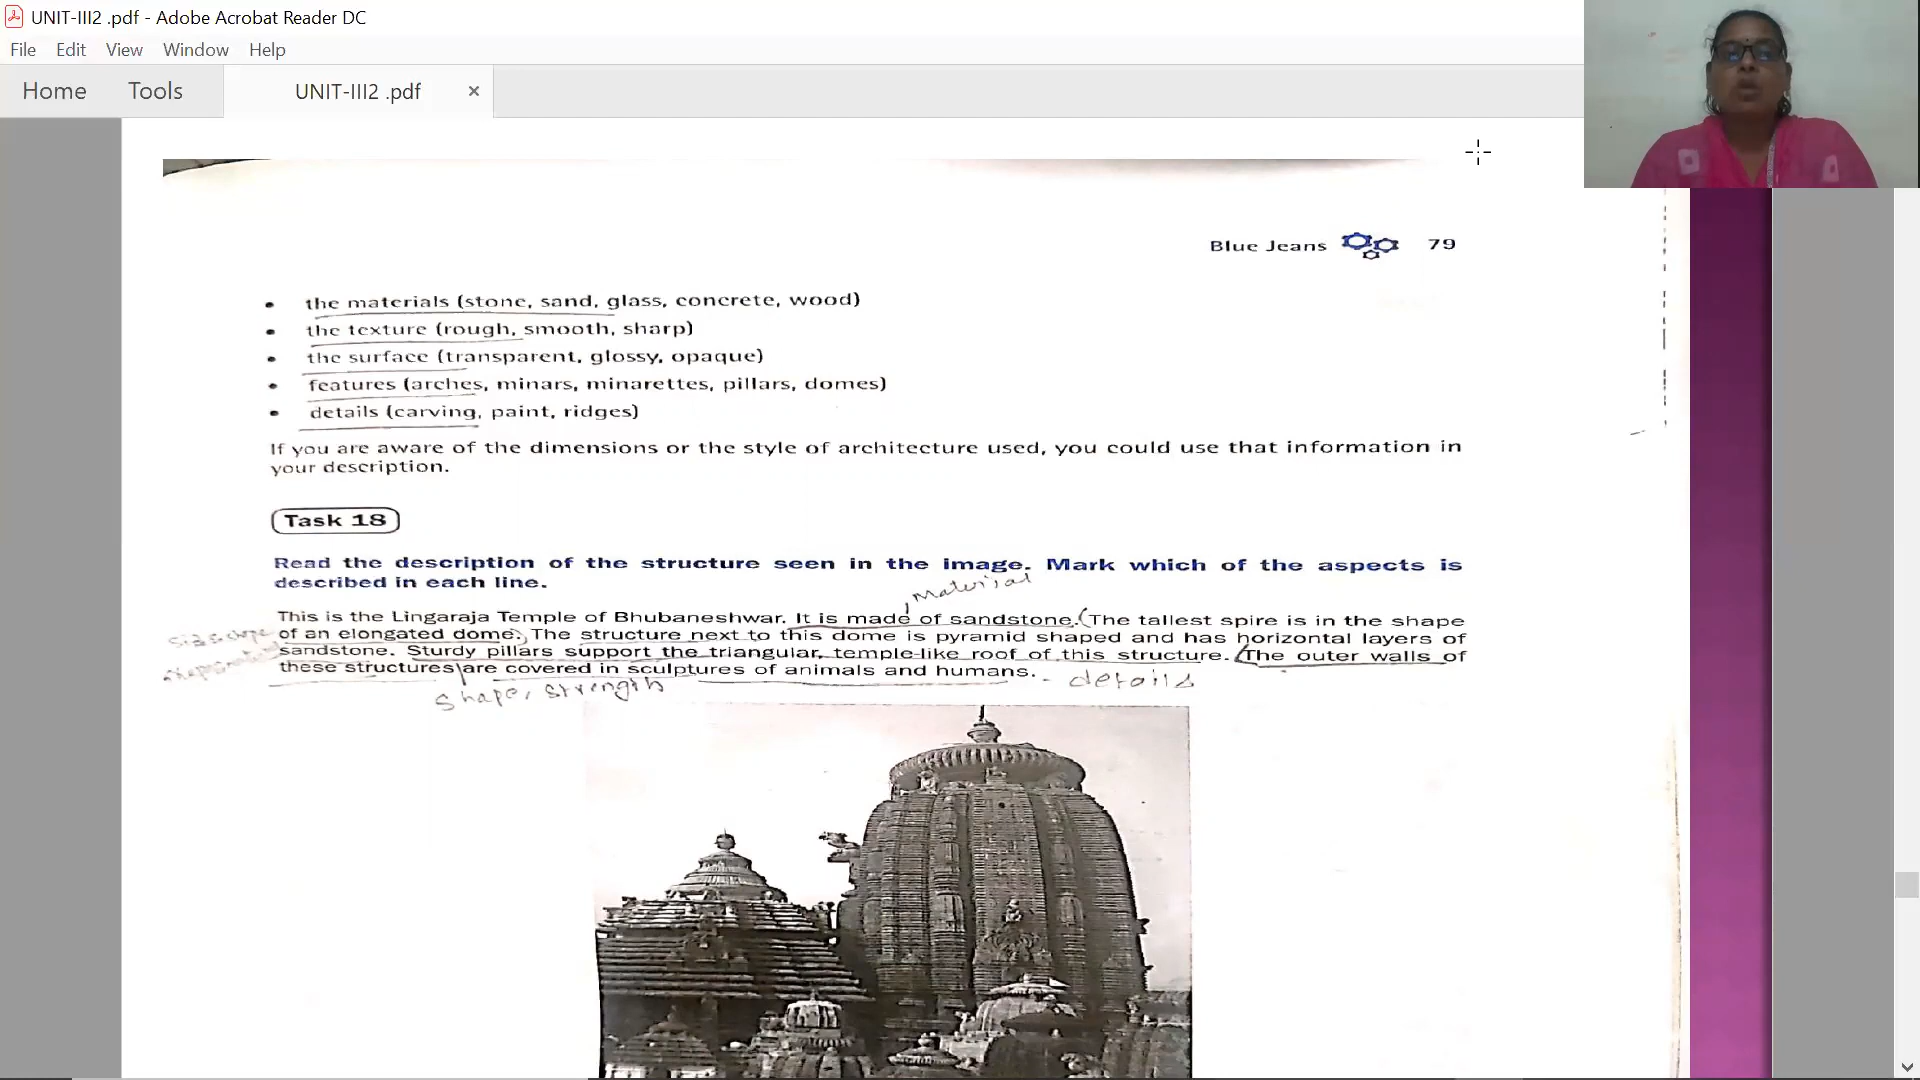 UNIT-III2 .pdf - Adobe Acrobat Reader DC
File Edit View Window Help
Home Tools UNIT-III2 .pdf ×
Blue Jeans 79
• the materials (stone, sand, glass, concrete, wood)
• the texture (rough, smooth, sharp)
• the surface (transparent, glossy, opaque)
• features (arches, minars, minarettes, pillars, domes)
• details (carving, paint, ridges)
If you are aware of the dimensions or the style of architecture used, you could use that information in
your description.
Task 18
Read the description of the structure seen in the image. Mark which of the aspects is
described in each line.
material
This is the Lingaraja Temple of Bhubaneshwar. It is made of sandstone. (The tallest spire is in the shape
of an elongated dome.) The structure next to this dome is pyramid shaped and has horizontal layers of
sandstone. Sturdy pillars support the triangular, temple-like roof of this structure. (The outer walls of
these structures) are covered in sculptures of animals and humans. - details
shape, strength